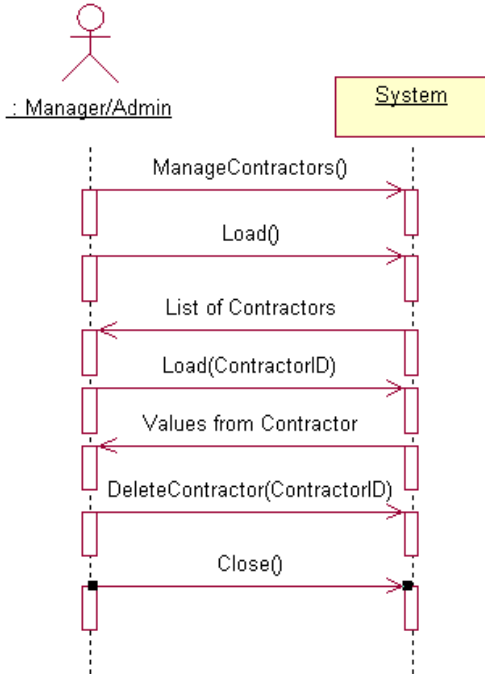 : Manager/Admin
System
ManageContractors()
Load()
List of Contractors
Load(ContractorID)
Values from Contractor
DeleteContractor(ContractorID)
Close()